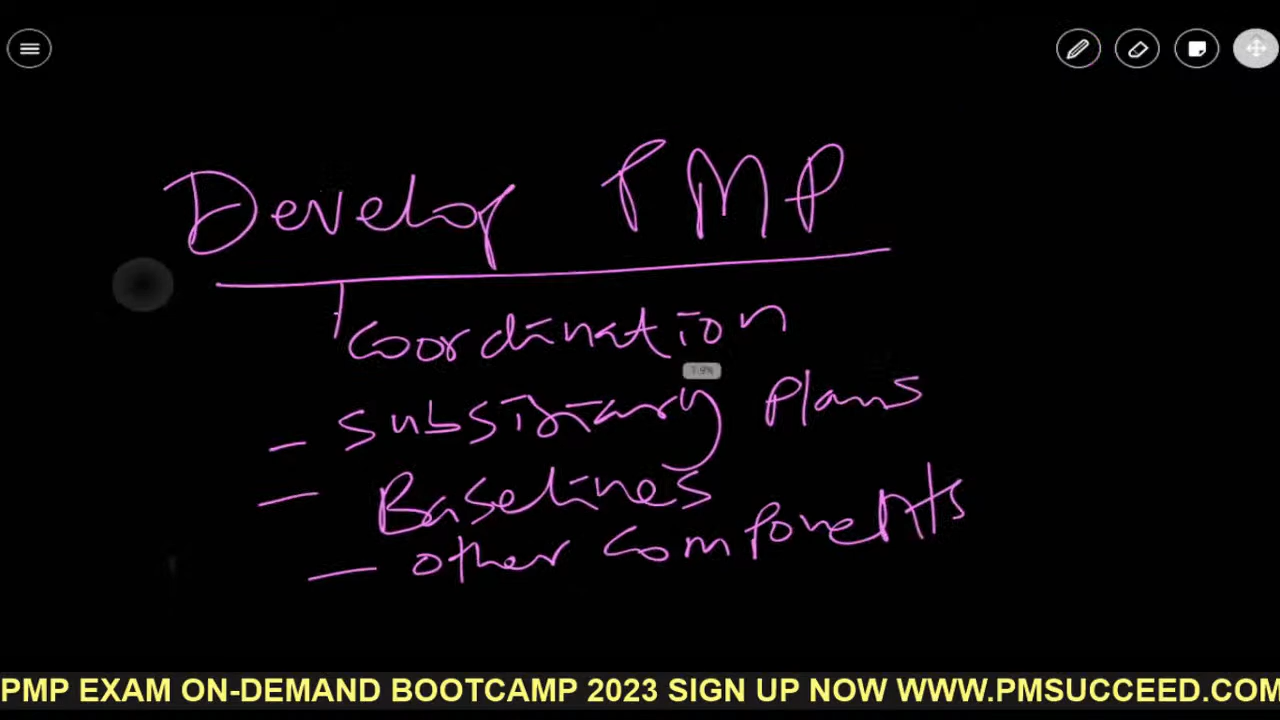 Develop PMP
Coordination
- Subsidiary Plans
- Baselines
- other components
PMP EXAM ON-DEMAND BOOTCAMP 2023 SIGN UP NOW WWW.PMSUCCEED.COM